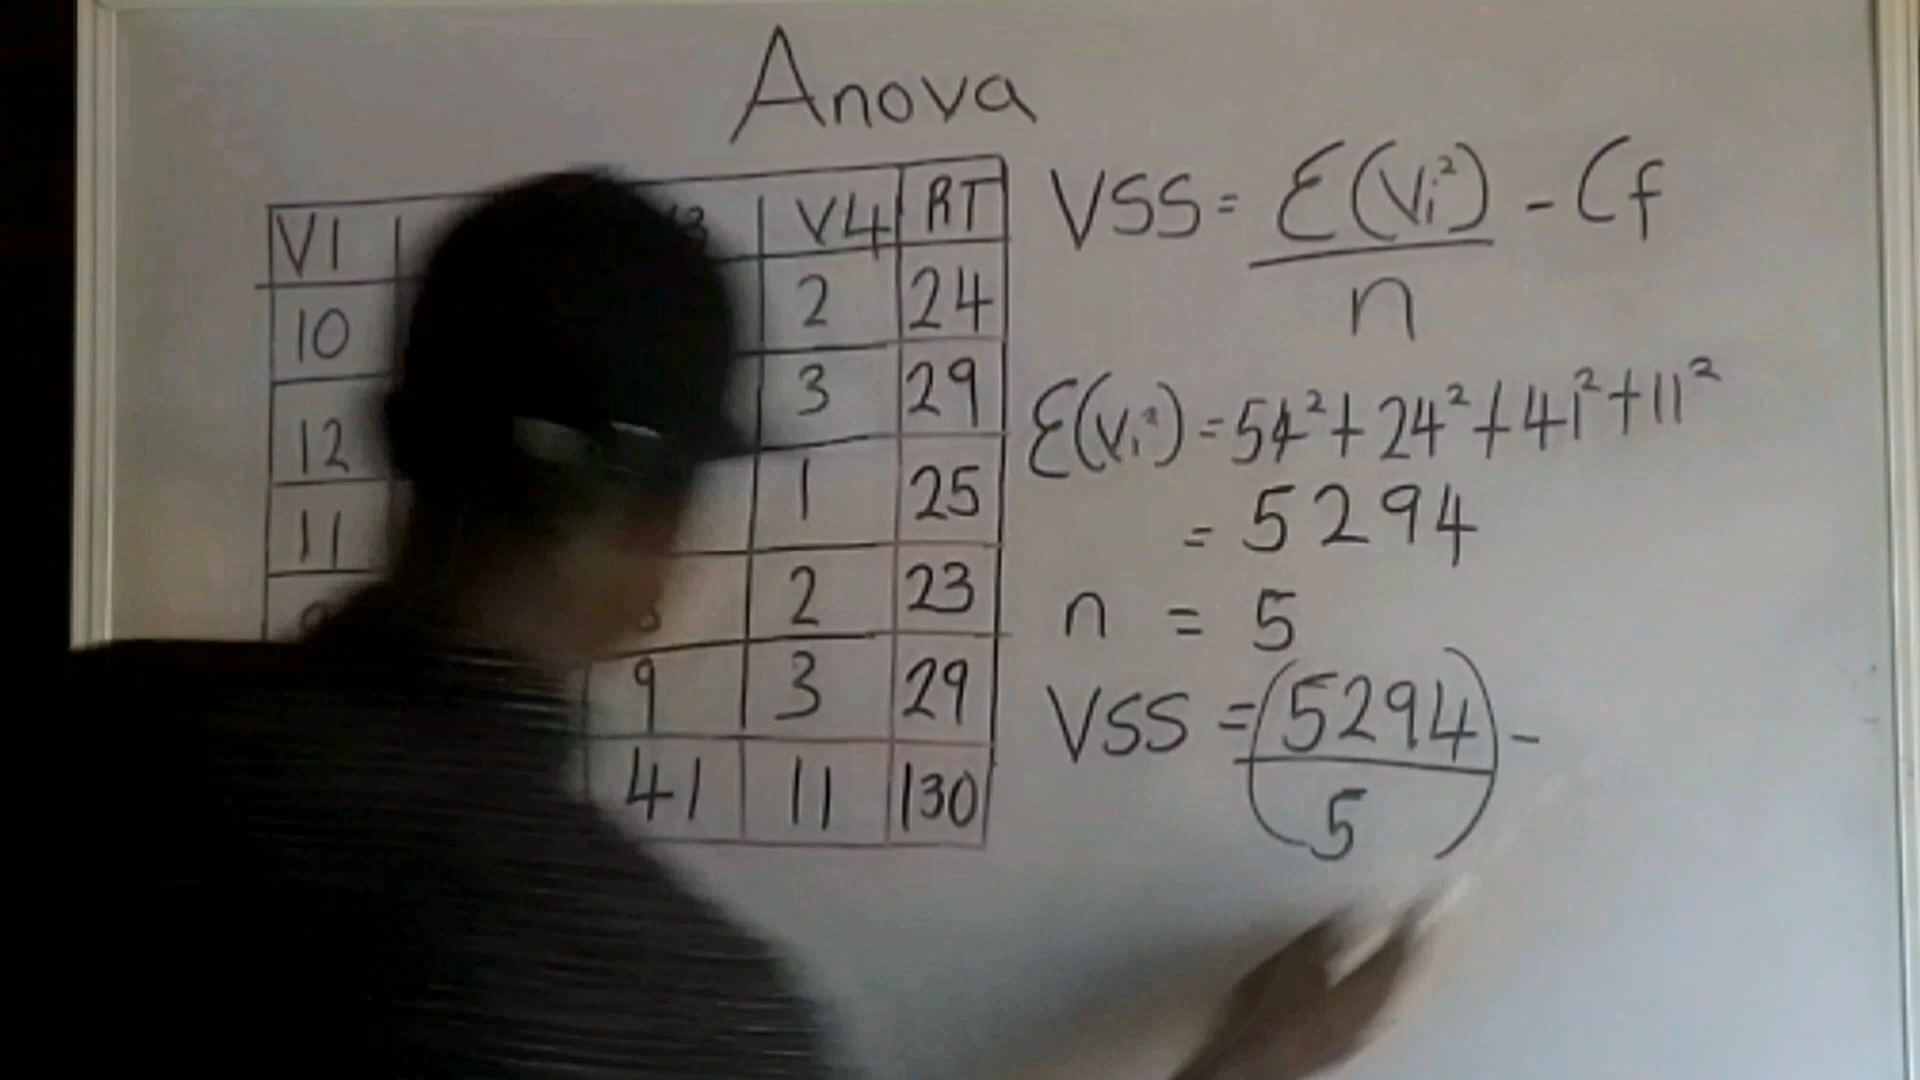 Anova
V1 V4 RT
10 2 24
12 3 29
11 1 25
2 23
9 3 29
41 11 130
VSS = Ɛ(Vi²) - Cf
n
Ɛ(Vi²) = 54² + 24² + 41² + 11²
= 5294
n = 5
VSS = (5294) -
5